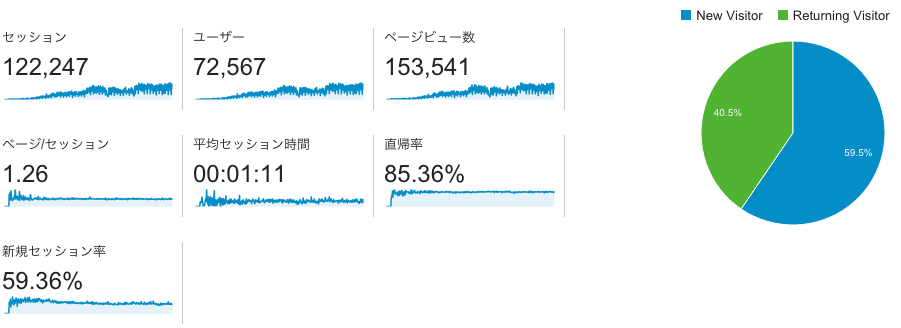 New Visitor
Returning Visitor
セッション
122,247
ユーザー
72,567
ページビュー数
153,541
ページ/セッション
1.26
平均セッション時間
00:01:11
直帰率
85.36%
新規セッション率
59.36%
40.5%
59.5%